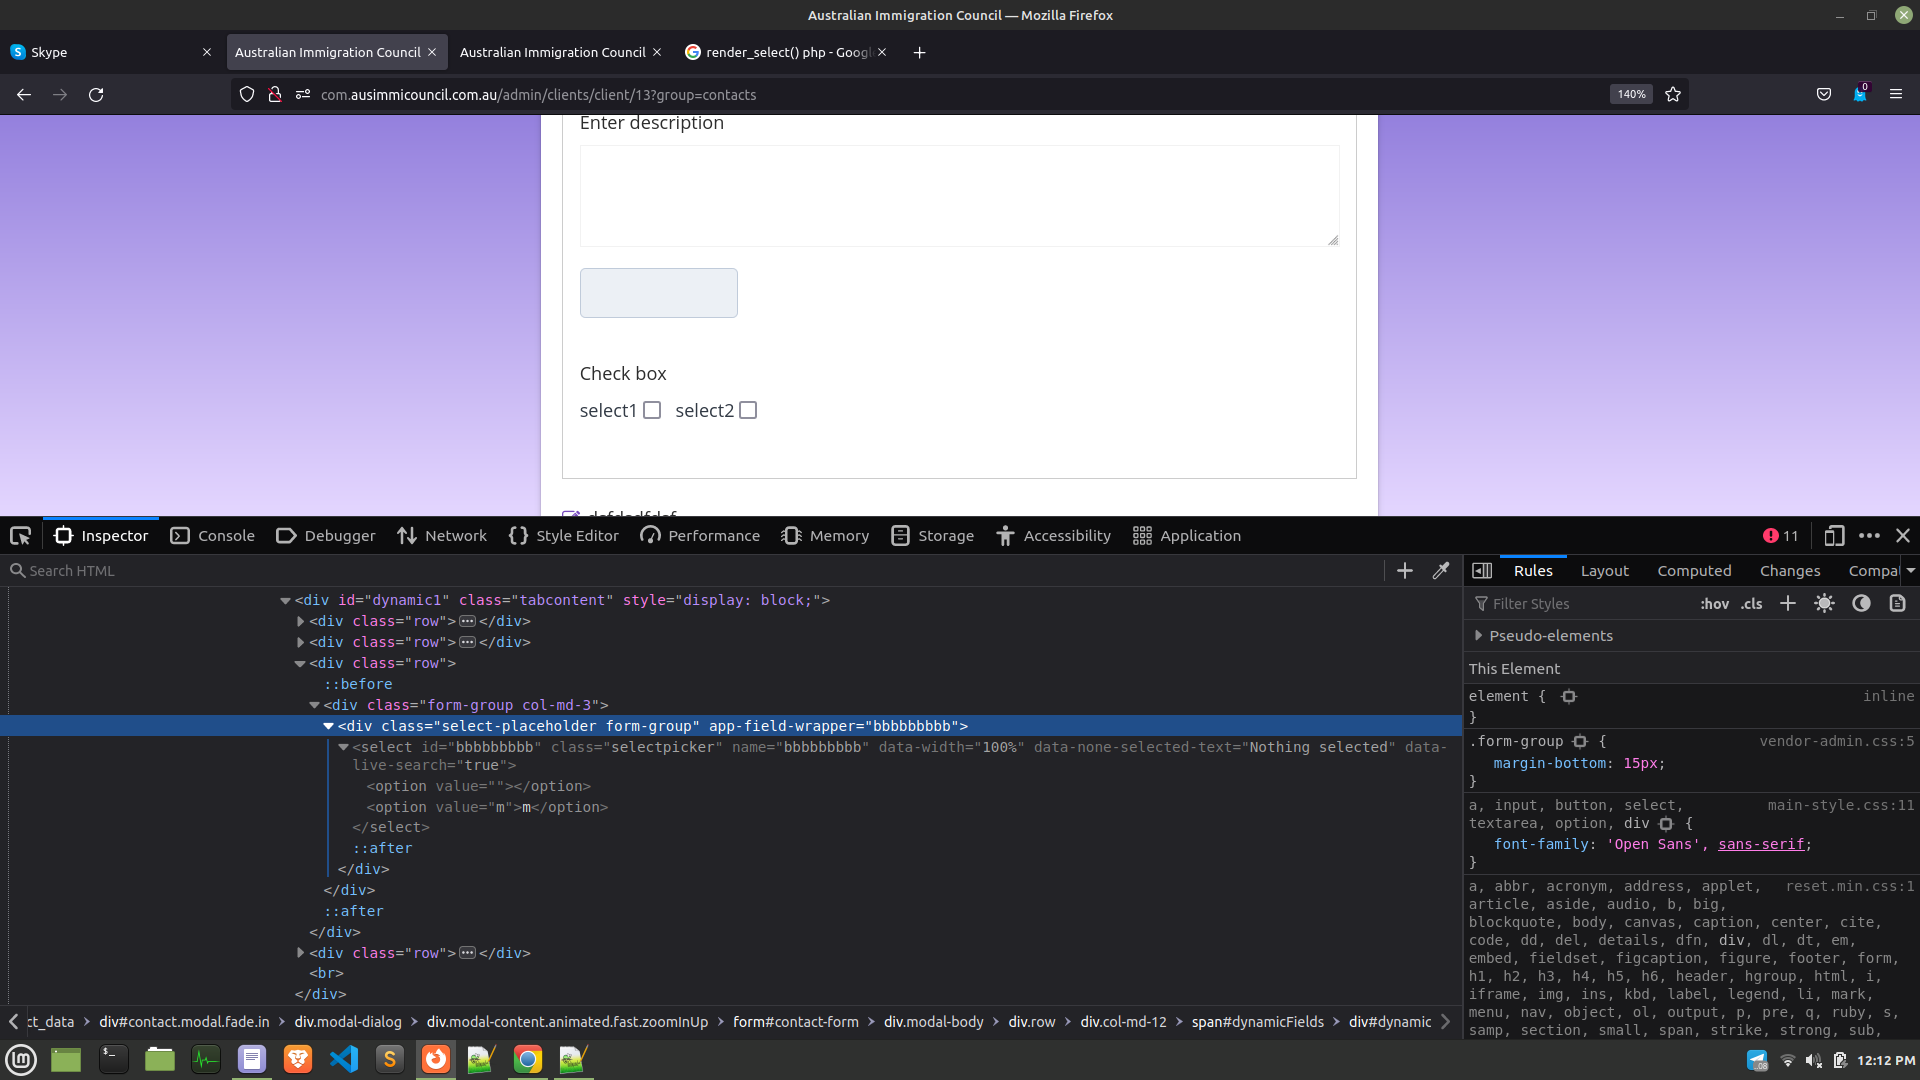 Australian Immigration Council — Mozilla Firefox
Skype
Australian Immigration Council
Australian Immigration Council
render_select() php - Googl
com.ausimmicouncil.com.au/admin/clients/client/13?group=contacts
140%
0
Enter description
Check box
select1
select2
Inspector
Console
Debugger
Network
Style Editor
Performance
Memory
Storage
Accessibility
Application
11
Search HTML
<div id="dynamic1" class="tabcontent" style="display: block;">
<div class="row"> </div>
<div class="row"> </div>
<div class="row">
::before
<div class="form-group col-md-3">
<div class="select-placeholder form-group" app-field-wrapper="bbbbbbbbb">
<select id="bbbbbbbbb" class="selectpicker" name="bbbbbbbbb" data-width="100%" data-none-selected-text="Nothing selected" data-
live-search="true">
<option value=""></option>
<option value="m">m</option>
</select>
::after
</div>
</div>
::after
</div>
<div class="row"> </div>
<br>
</div>
ct_data
div#contact.modal.fade.in
div.modal-dialog
div.modal-content.animated.fast.zoomInUp
form#contact-form
div.modal-body
div.row
div.col-md-12
span#dynamicFields
div#dynamic
Rules
Layout
Computed
Changes
Compa
Filter Styles
:hov .cls
Pseudo-elements
This Element
element { inline
}
.form-group { vendor-admin.css:5
margin-bottom: 15px;
}
a, input, button, select, main-style.css:11
textarea, option, div {
font-family: 'Open Sans', sans-serif;
}
a, abbr, acronym, address, applet, reset.min.css:1
article, aside, audio, b, big,
blockquote, body, canvas, caption, center, cite,
code, dd, del, details, dfn, div, dl, dt, em,
embed, fieldset, figcaption, figure, footer, form,
h1, h2, h3, h4, h5, h6, header, hgroup, html, i,
iframe, img, ins, kbd, label, legend, li, mark,
menu, nav, object, ol, output, p, pre, q, ruby, s,
samp, section, small, span, strike, strong, sub,
12:12 PM